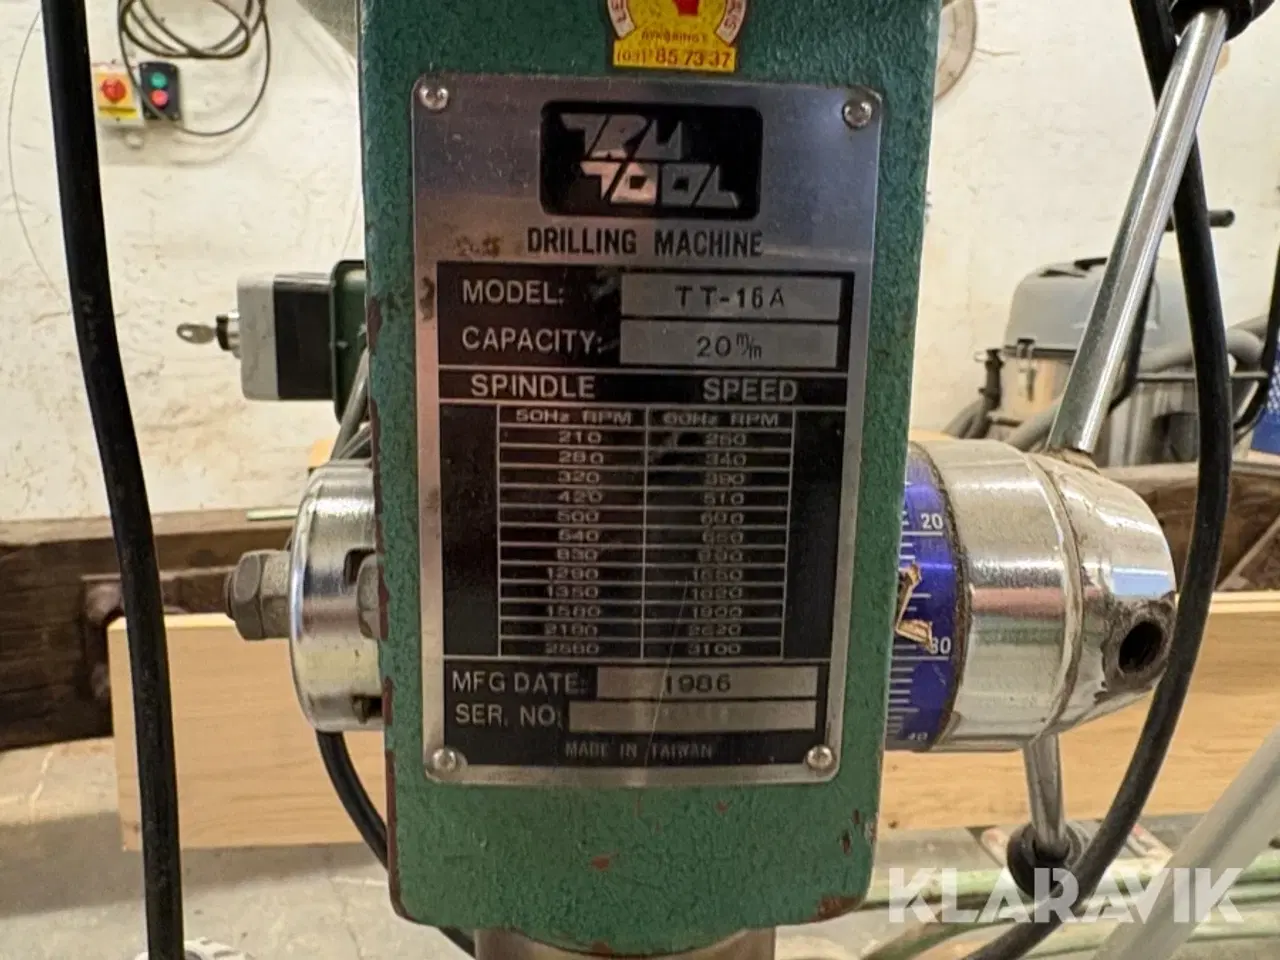 (031) 85 73 37
TRU
TOOL
DRILLING MACHINE
MODEL: TT-16A
CAPACITY: 20 m/m
SPINDLE SPEED
50Hz RPM 60Hz RPM
210 250
280 340
320 390
420 510
500 600
540 650
830 990
1290 1550
1350 1620
1580 1900
2180 2620
2580 3100
MFG DATE: 1986
SER. NO:
MADE IN TAIWAN
20
30
40
KLARAVIK